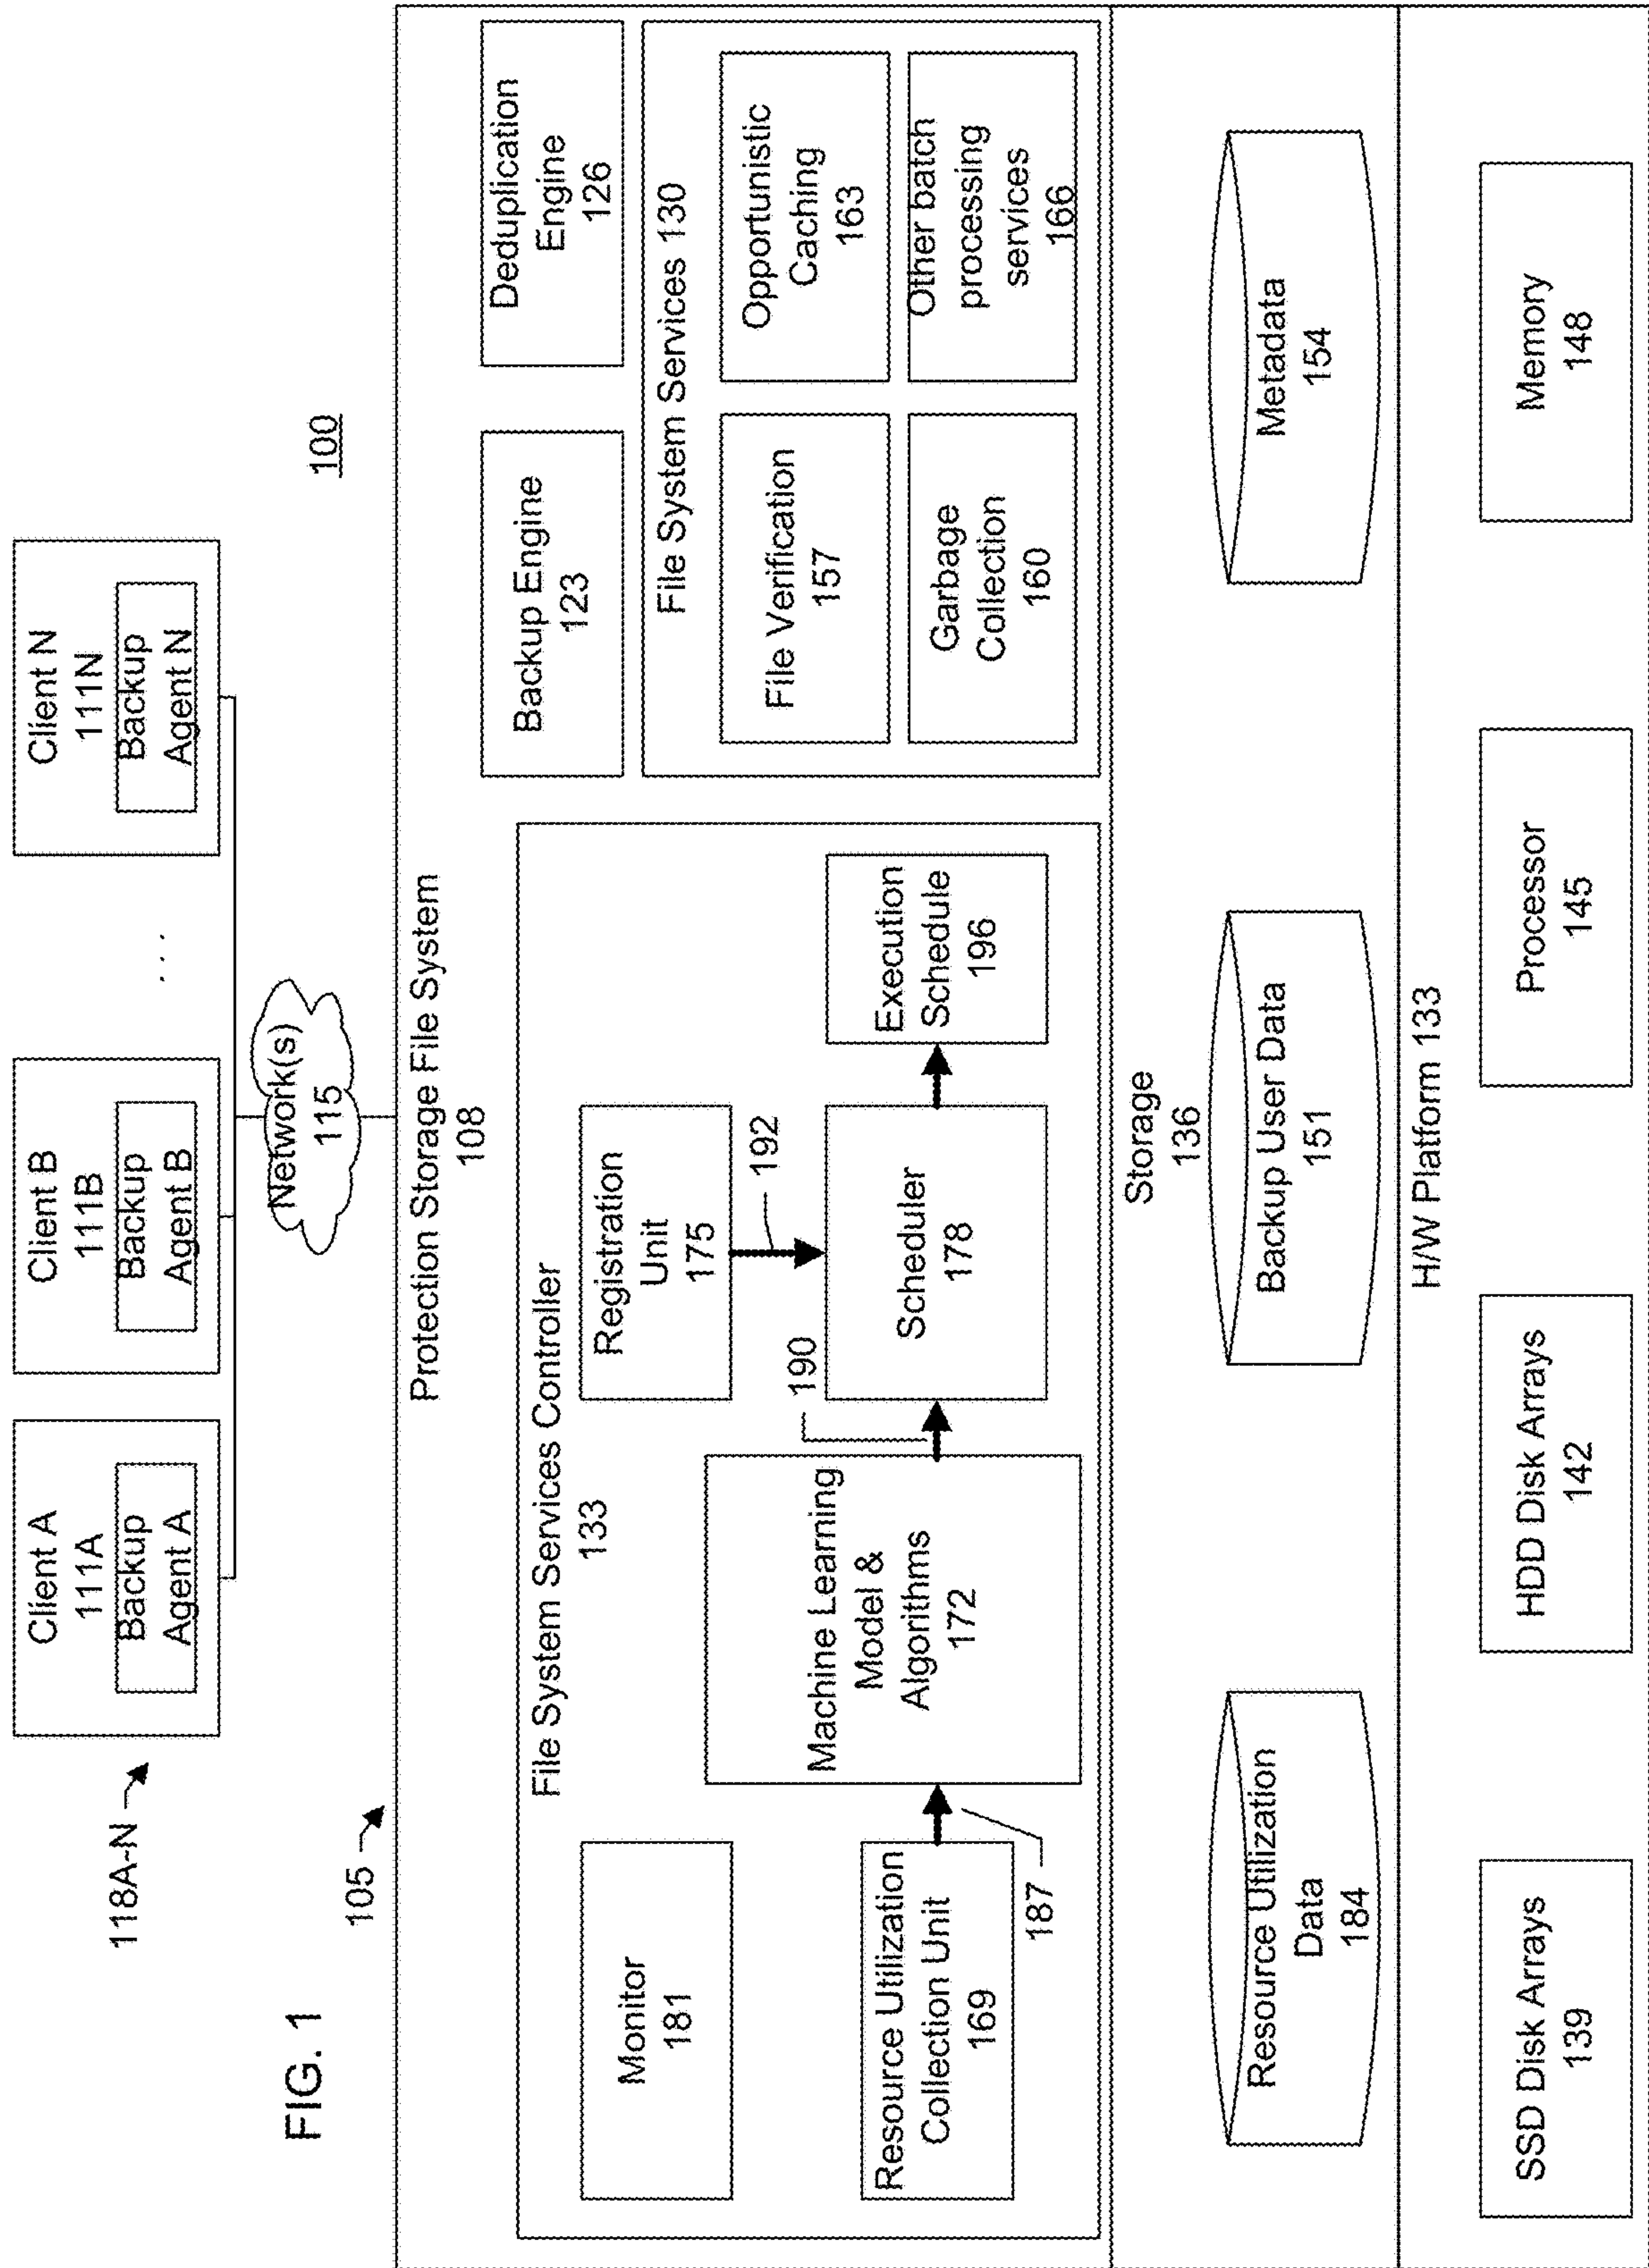 FIG. 1
118A-N
Client A
111A
Backup
Agent A
Client B
111B
Backup
Agent B
. . .
Client N
111N
Backup
Agent N
Network(s)
115
100
105
Protection Storage File System
108
File System Services Controller
133
Monitor
181
Resource Utilization
Collection Unit
169
187
Machine Learning
Model &
Algorithms
172
190
Registration
Unit
175
192
Scheduler
178
Execution
Schedule
196
Backup Engine
123
Deduplication
Engine
126
File System Services 130
File Verification
157
Opportunistic
Caching
163
Garbage
Collection
160
Other batch
processing
services
166
Storage
136
Resource Utilization
Data
184
Backup User Data
151
Metadata
154
H/W Platform 133
SSD Disk Arrays
139
HDD Disk Arrays
142
Processor
145
Memory
148